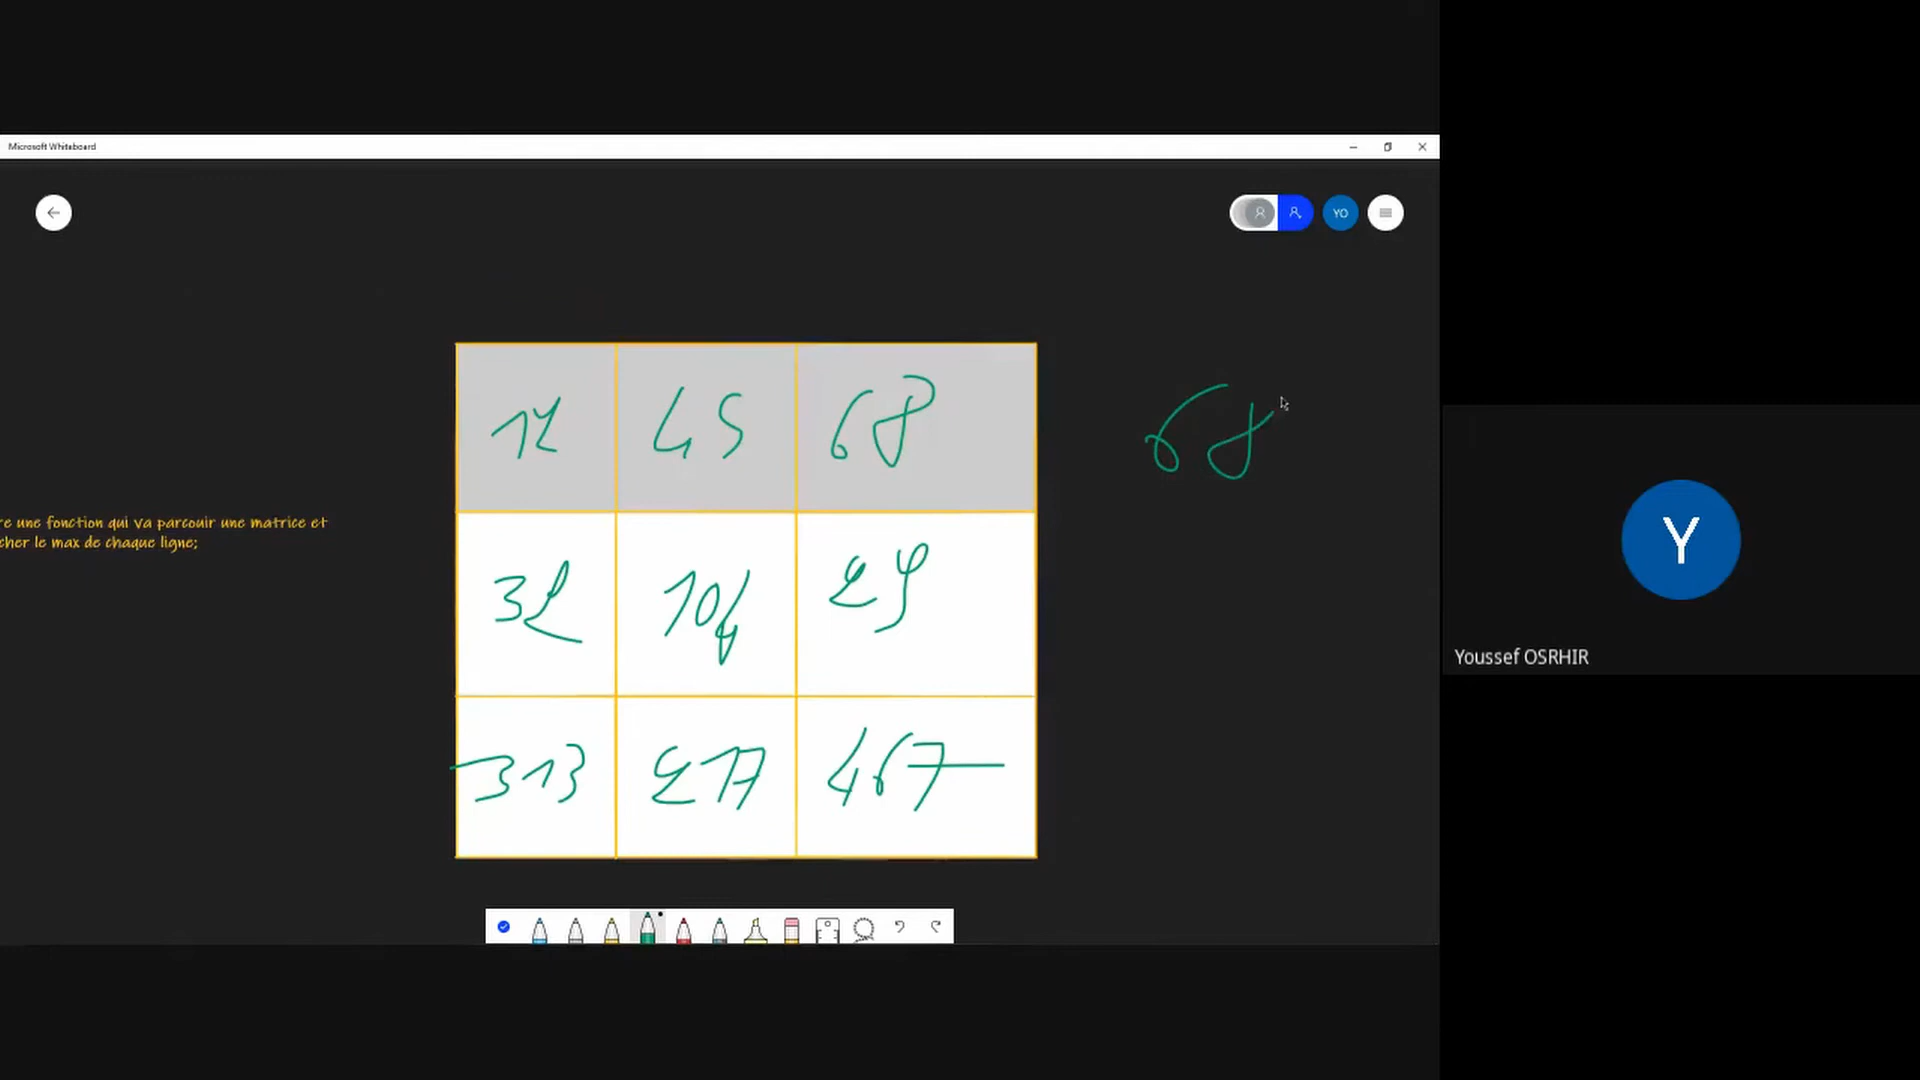 Microsoft Whiteboard
YO
12 45 68 68
re une fonction qui va parcouir une matrice et
cher le max de chaque ligne;
32 104 29
313 217 467
Y
Youssef OSRHIR